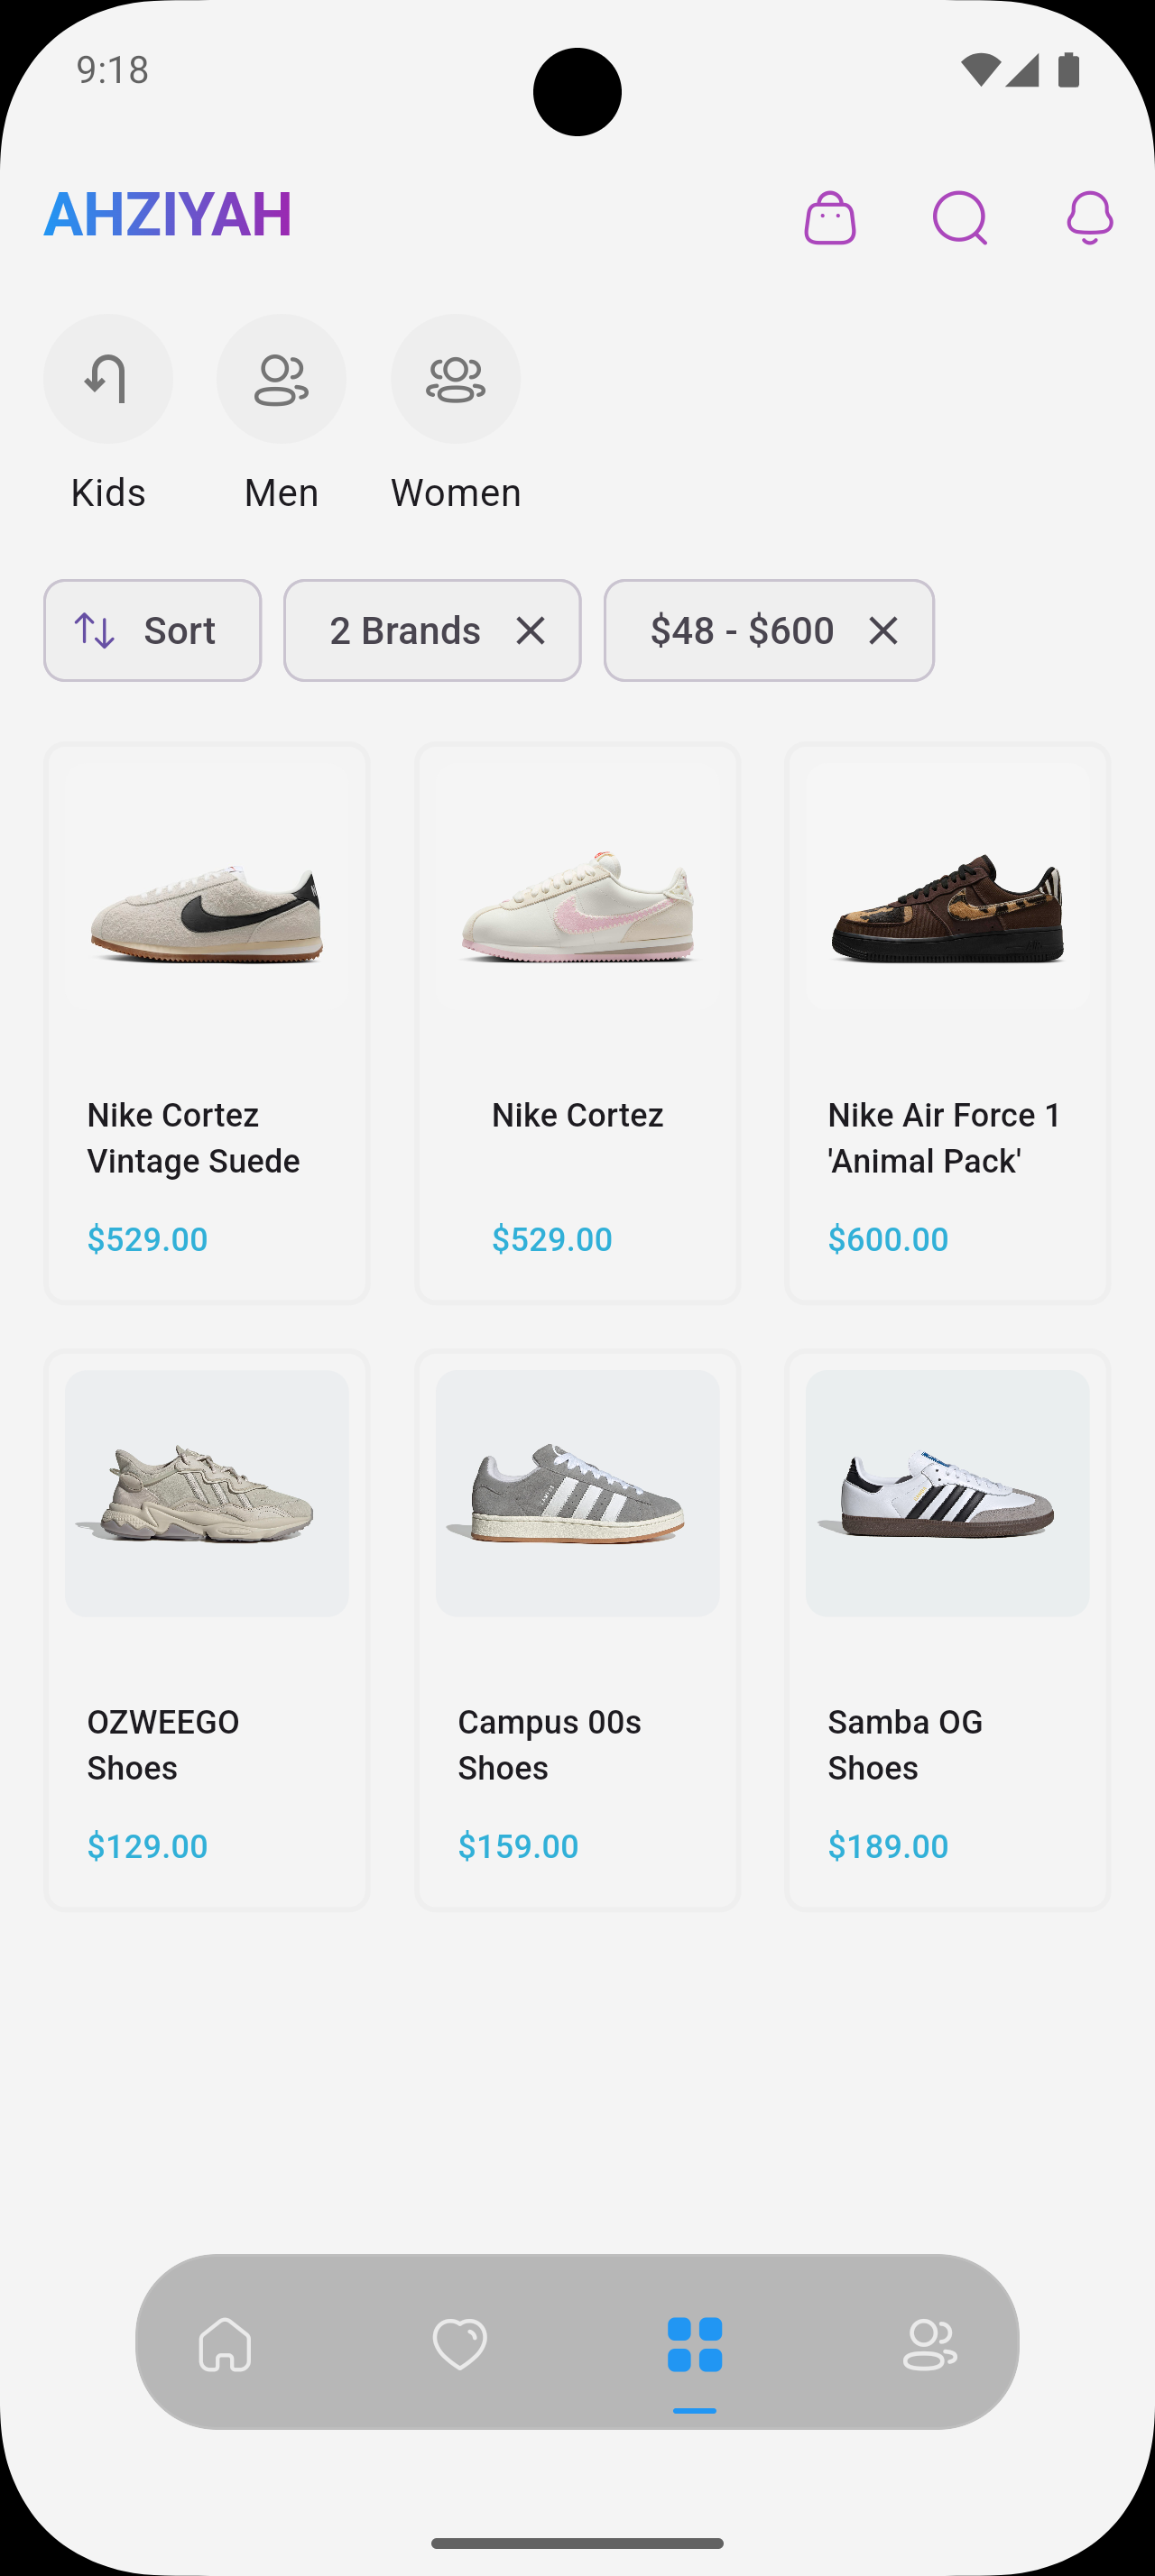 9:18
AHZIYAH
Kids
Men
Women
Sort
2 Brands
$48 - $600
Nike Cortez
Vintage Suede
$529.00
Nike Cortez
$529.00
Nike Air Force 1
'Animal Pack'
$600.00
OZWEEGO
Shoes
$129.00
Campus 00s
Shoes
$159.00
Samba OG
Shoes
$189.00